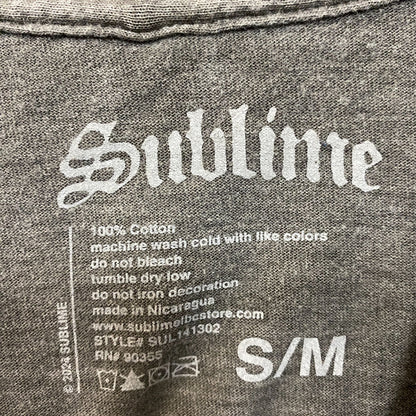 Sublime
100% Cotton
machine wash cold with like colors
do not bleach
tumble dry low
do not iron decoration
made in Nicaragua
www.sublimelbcstore.com
STYLE# SUL141302
RN# 90355
S/M
© 2024 SUBLIME